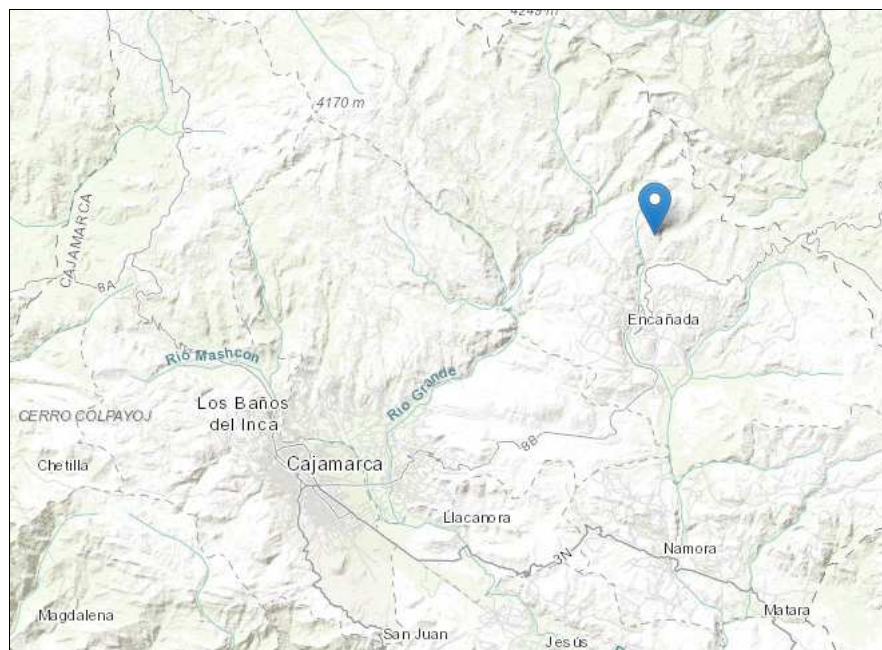 4249 m
4170 m
CAJAMARCA
8A
Encañada
Río Mashcon
Río Grande
Los Baños
del Inca
CERRO COLPAYOJ
8B
Chetilla
Cajamarca
Llacanora
3N
Namora
Magdalena
Matara
San Juan
Jesús